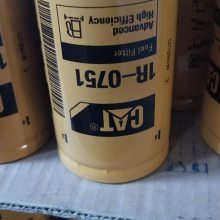 Advanced
High Efficiency
Fuel Filter
1R-0751
CAT